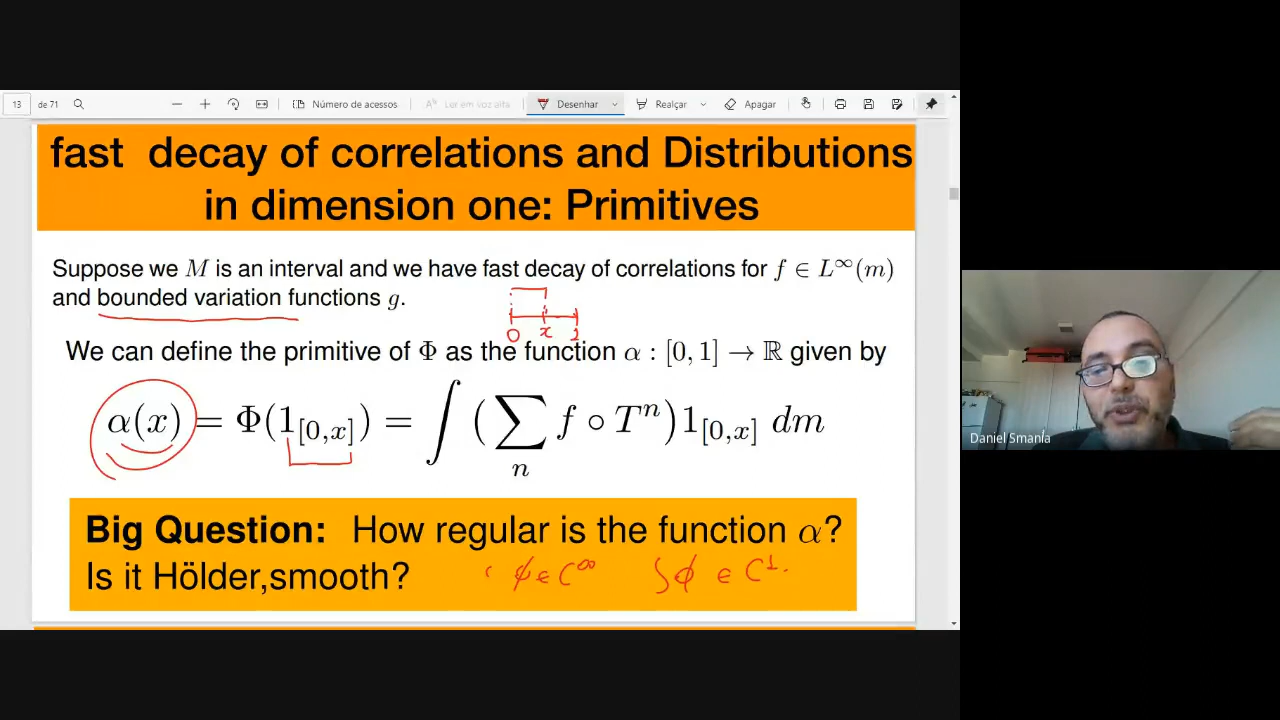 13 de 71 Número de acessos Ler em voz alta Desenhar Realçar Apagar
fast decay of correlations and Distributions
in dimension one: Primitives
Suppose we M is an interval and we have fast decay of correlations for f ∈ L^∞(m)
and bounded variation functions g.
0 x 1
We can define the primitive of Φ as the function α : [0, 1] → ℝ given by
α(x) = Φ(1_{[0,x]}) = ∫ (∑_n f ∘ T^n) 1_{[0,x]} dm
Big Question: How regular is the function α?
Is it Hölder,smooth?
ϕ ∈ C^∞ ∫ϕ ∈ C^1.
Daniel Smania